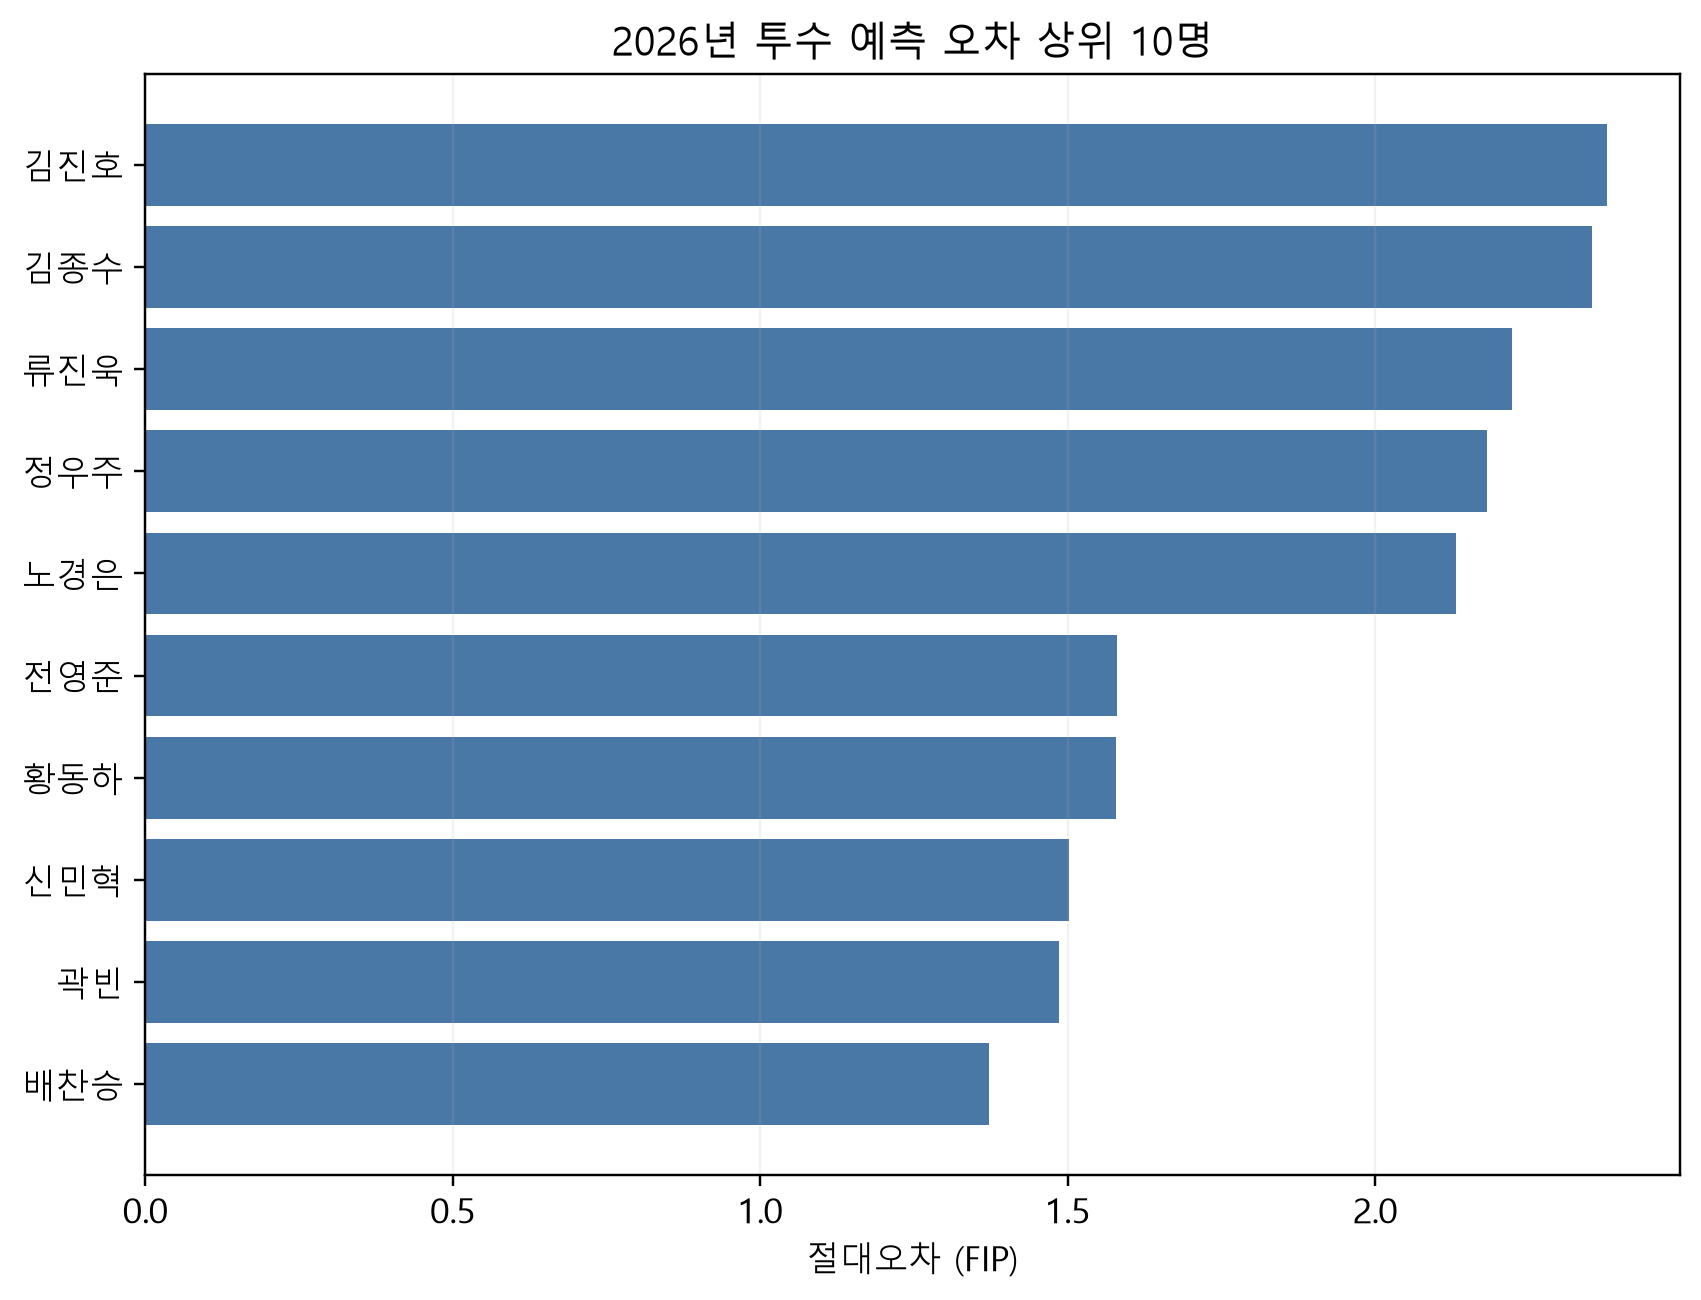 2026년 투수 예측 오차 상위 10명
김진호
김종수
류진욱
정우주
노경은
전영준
황동하
신민혁
곽빈
배찬승
0.0 0.5 1.0 1.5 2.0
절대오차 (FIP)